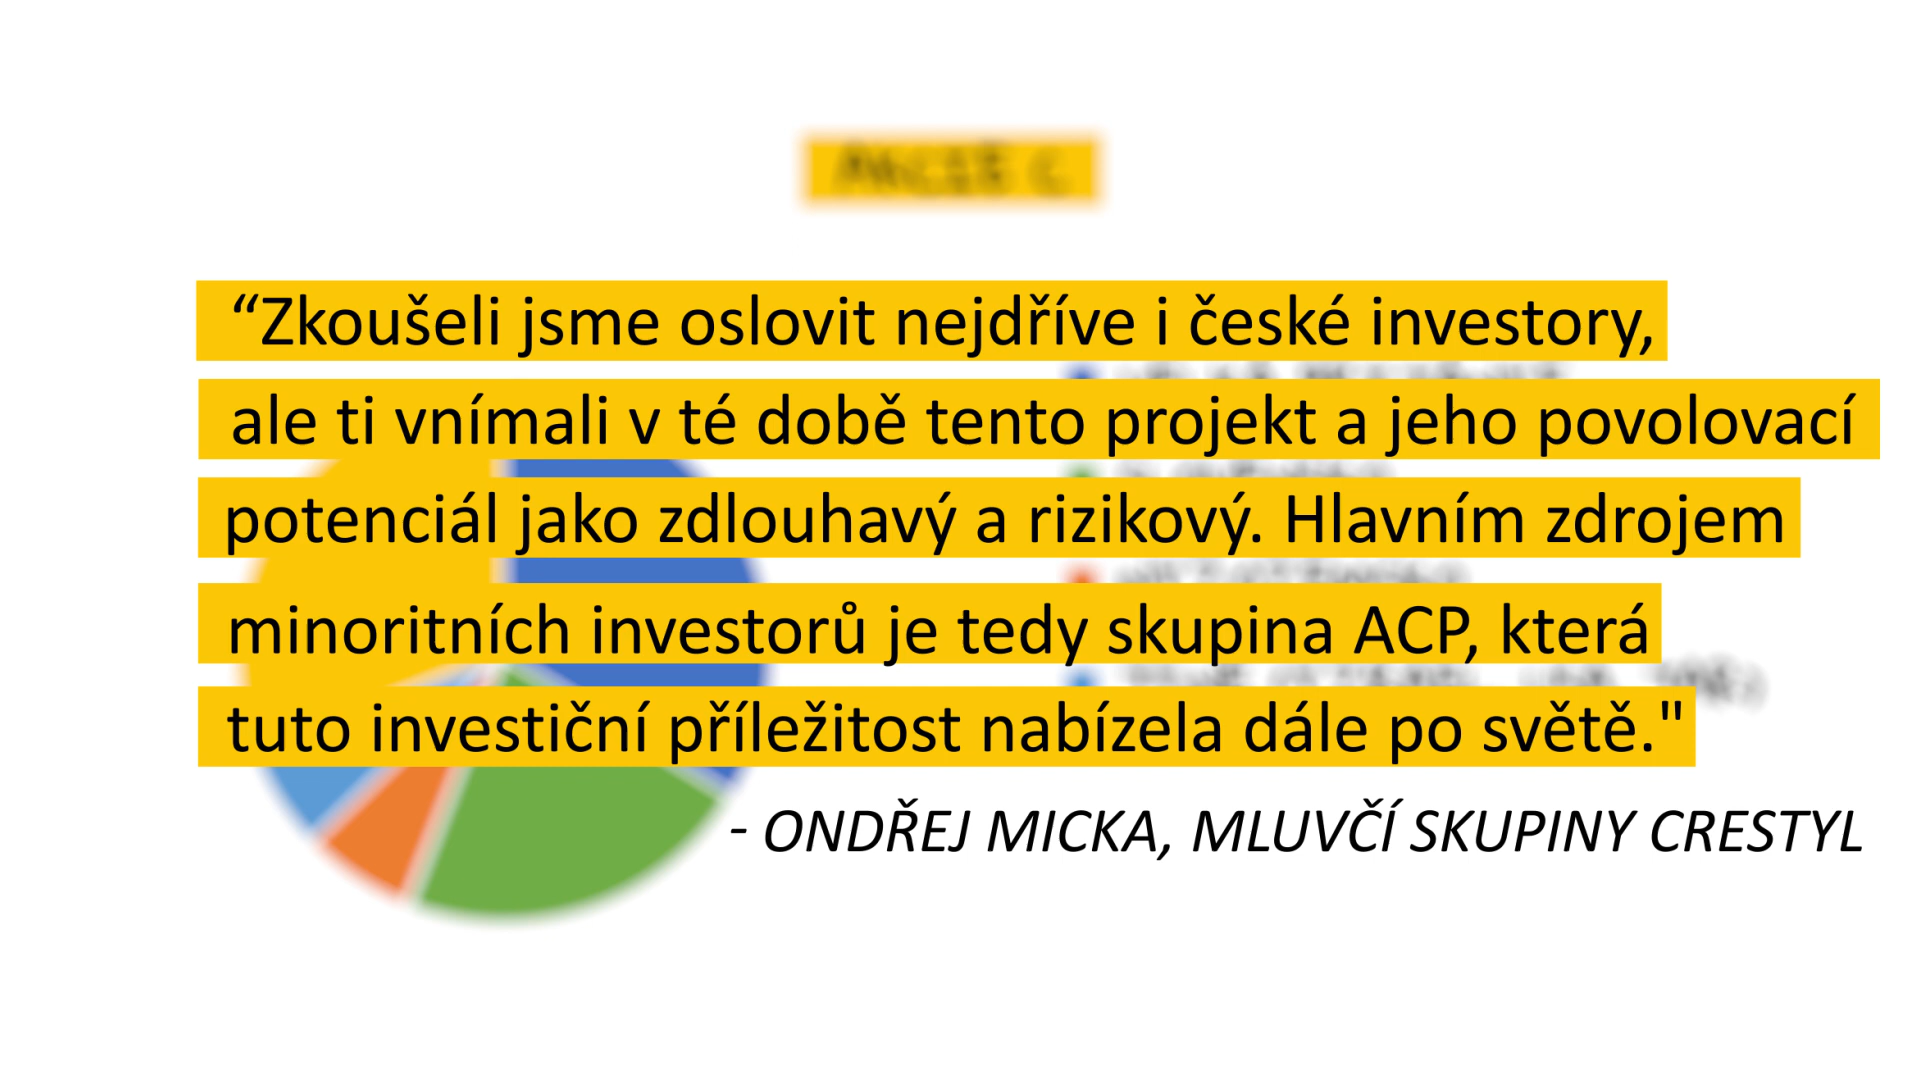 “Zkoušeli jsme oslovit nejdříve i české investory,
ale ti vnímali v té době tento projekt a jeho povolovací
potenciál jako zdlouhavý a rizikový. Hlavním zdrojem
minoritních investorů je tedy skupina ACP, která
tuto investiční příležitost nabízela dále po světě."
- ONDŘEJ MICKA, MLUVČÍ SKUPINY CRESTYL